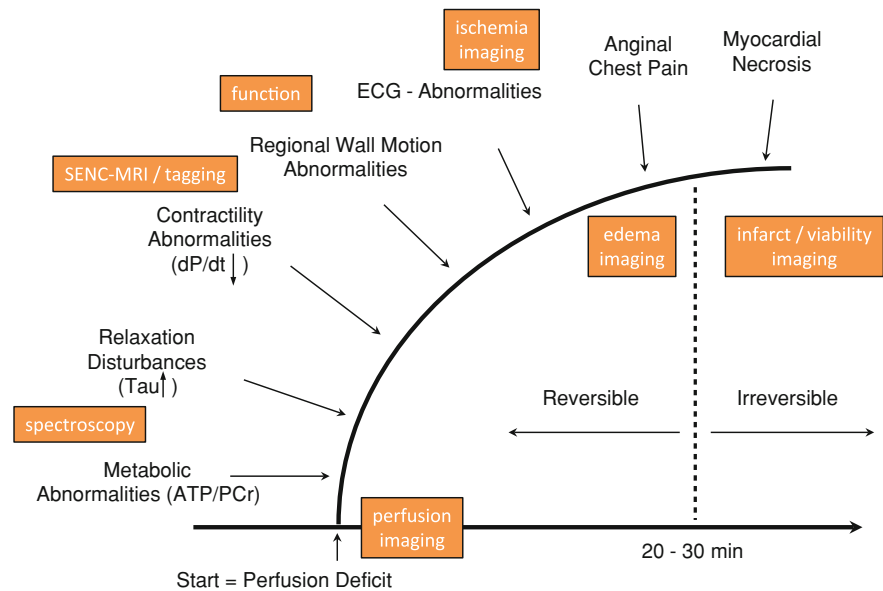 ischemia
imaging
ECG - Abnormalities
Anginal
Chest Pain
Myocardial
Necrosis
function
Regional Wall Motion
Abnormalities
SENC-MRI / tagging
Contractility
Abnormalities
(dP/dt ↓ )
edema
imaging
infarct / viability
imaging
Relaxation
Disturbances
(Tau↑ )
Reversible
Irreversible
spectroscopy
Metabolic
Abnormalities (ATP/PCr)
perfusion
imaging
20 - 30 min
Start = Perfusion Deficit